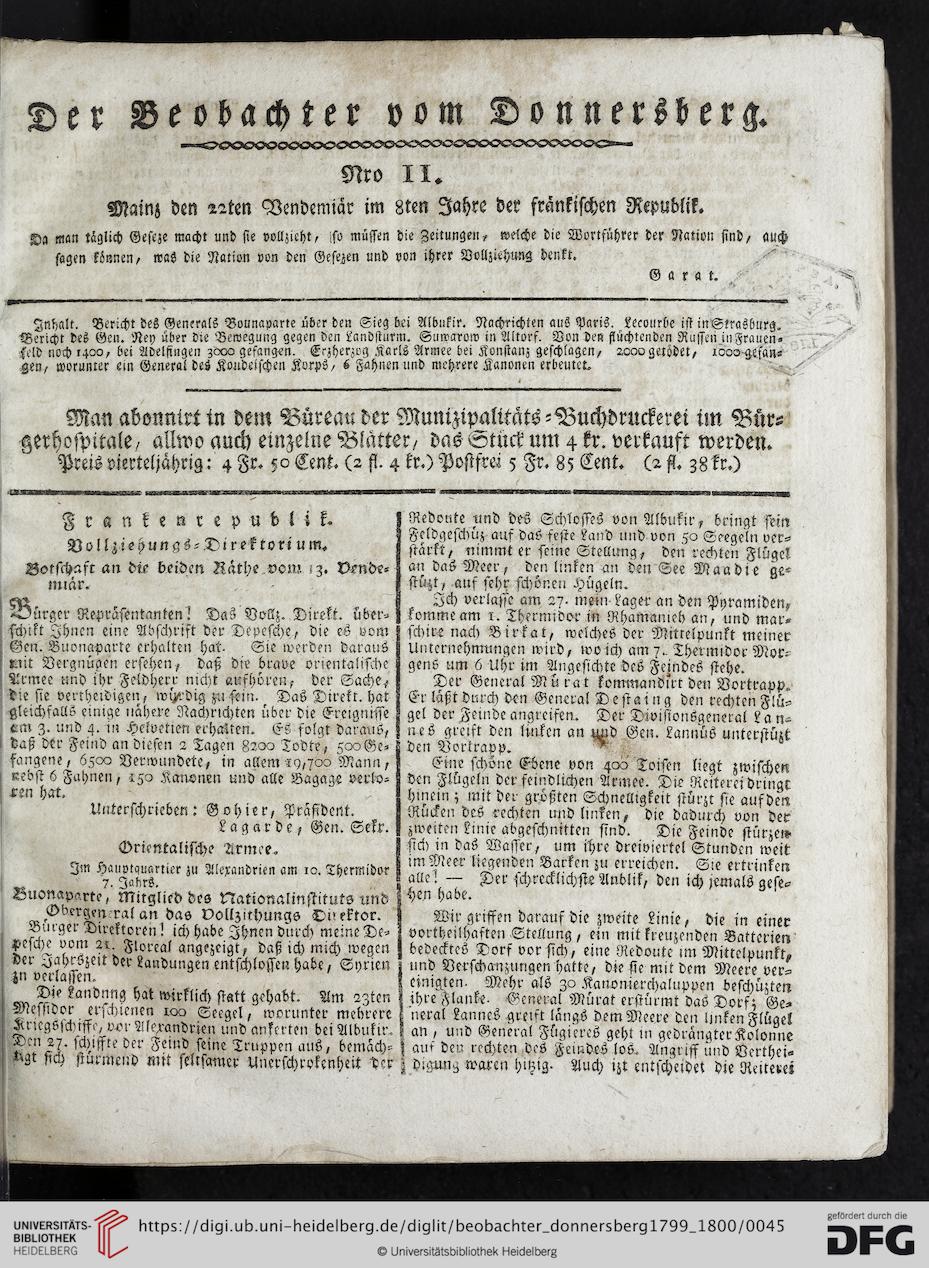 Der Beobachter vom Donnersberg.
Nro II.
Mainz den 22ten Vendemiär im 8ten Jahre der fränkischen Republik.
Da man täglich Geseze macht und sie vollzieht, so müssen die Zeitungen, welche die Wortführer der Nation sind, auch
sagen können, was die Nation von den Gesezen und von ihrer Vollziehung denkt.
Garat.
Inhalt. Bericht des Generals Bounaparte über den Sieg bei Albukir. Nachrichten aus Paris. Lecourbe ist in Strasburg.
Bericht des Gen. Ney über die Bewegung gegen den Landsturm. Suwarow in Altorf. Von den flüchtenden Russen in Frauen-
feld noch 1400, bei Adelfingen 3000 gefangen. Erzherzog Karls Armee bei Konstanz geschlagen, 2000 getödet, 1000 gefan-
gen, worunter ein General des Kondeischen Korps, 6 Fahnen und mehrere Kanonen erbeutet.
Man abonnirt in dem Büreau der Munizipalitäts-Buchdruckerei im Bür-
gerhospitale, allwo auch einzelne Blätter, das Stück um 4 kr. verkauft werden.
Preis vierteljährig: 4 Fr. 50 Cent. (2 fl. 4 kr.) Postfrei 5 Fr. 85 Cent. (2 fl. 38 kr.)
Frankenrepublik.
Vollziehungs-Direktorium.
Botschaft an die beiden Räthe vom 13. Vende-
miär.
Bürger Repräsentanten! Das Vollz. Direkt. über-
schikt Ihnen eine Abschrift der Depesche, die es vom
Gen. Buonaparte erhalten hat. Sie werden daraus
mit Vergnügen ersehen, daß die brave orientalische
Armee und ihr Feldherr nicht aufhören, der Sache,
die sie vertheidigen, würdig zu sein. Das Direkt. hat
gleichfalls einige nähere Nachrichten über die Ereignisse
am 3. und 4. in Helvetien erhalten. Es folgt daraus,
daß der Feind an diesen 2 Tagen 8200 Todte, 500 Ge-
fangene, 6500 Verwundete, in allem 19,700 Mann,
nebst 6 Fahnen, 150 Kanonen und alle Bagage verlo-
ren hat.
Unterschrieben: Gohier, Präsident.
Lagarde, Gen. Sekr.
Orientalische Armee.
Im Hauptquartier zu Alexandrien am 10. Thermidor
7. Jahrs.
Buonaparte, Mitglied des Nationalinstituts und
Obergeneral an das Vollziehungs Direktor.
Bürger Direktoren! ich habe Ihnen durch meine De-
pesche vom 21. Floreal angezeigt, daß ich mich wegen
der Jahrszeit der Landungen entschlossen habe, Syrien
zu verlassen.
Die Landnng hat wirklich statt gehabt. Am 23ten
Messidor erschienen 100 Seegel, worunter mehrere
Kriegsschiffe, vor Alexandrien und ankerten bei Albukir.
Den 27. schiffte der Feind seine Truppen aus, bemäch-
tigt sich stürmend mit seltsamer Unerschrokenheit der
Redoute und des Schlosses von Albukir, bringt sein
Feldgeschüz auf das feste Land und von 50 Seegeln ver-
stärkt, nimmt er seine Stellung, den rechten Flügel
an das Meer, den linken an den See Maadie ge-
stüzt, auf sehr schönen Hügeln.
Ich verlasse am 27. mein Lager an den Pyramiden,
komme am 1. Thermidor in Rhamanieh an, und mar-
schire nach Birkat, welches der Mittelpunkt meiner
Unternehmungen wird, wo ich am 7. Thermidor Mor-
gens um 6 Uhr im Angesichte des Feindes stehe.
Der General Mürat kommandirt den Vortrapp.
Er läßt durch den General Destaing den rechten Flü-
gel der Feinde angreifen. Der Divisionsgeneral Lan-
nes greift den linken an und Gen. Lannüs unterstüzt
den Vortrapp.
Eine schöne Ebene von 400 Toisen liegt zwischen
den Flügeln der feindlichen Armee. Die Reiterei dringt
hinein; mit der größten Schnelligkeit stürzt sie auf den
Rücken des rechten und linken, die dadurch von der
zweiten Linie abgeschnitten sind. Die Feinde stürzen
sich in das Wasser, um ihre dreiviertel Stunden weit
im Meer liegenden Barken zu erreichen. Sie ertrinken
alle! — Der schrecklichste Anblik, den ich jemals gese-
hen habe.
Wir griffen darauf die zweite Linie, die in einer
vortheilhaften Stellung, ein mit kreuzenden Batterien
bedecktes Dorf vor sich, eine Redoute im Mittelpunkt,
und Verschanzungen hatte, die sie mit dem Meere ver-
einigten. Mehr als 30 Kanonierchaluppen beschüzten
ihre Flanke. General Mürat erstürmt das Dorf; Ge-
neral Lannes greift längs dem Meere den linken Flügel
an, und General Fügieres geht in gedrängter Kolonne
auf den rechten des Feindes los. Angriff und Verthei-
digung waren hitzig. Auch izt entscheidet die Reiterei
UNIVERSITÄTS-
BIBLIOTHEK
HEIDELBERG
https://digi.ub.uni-heidelberg.de/diglit/beobachter_donnersberg1799_1800/0045
© Universitätsbibliothek Heidelberg
gefördert durch die
DFG